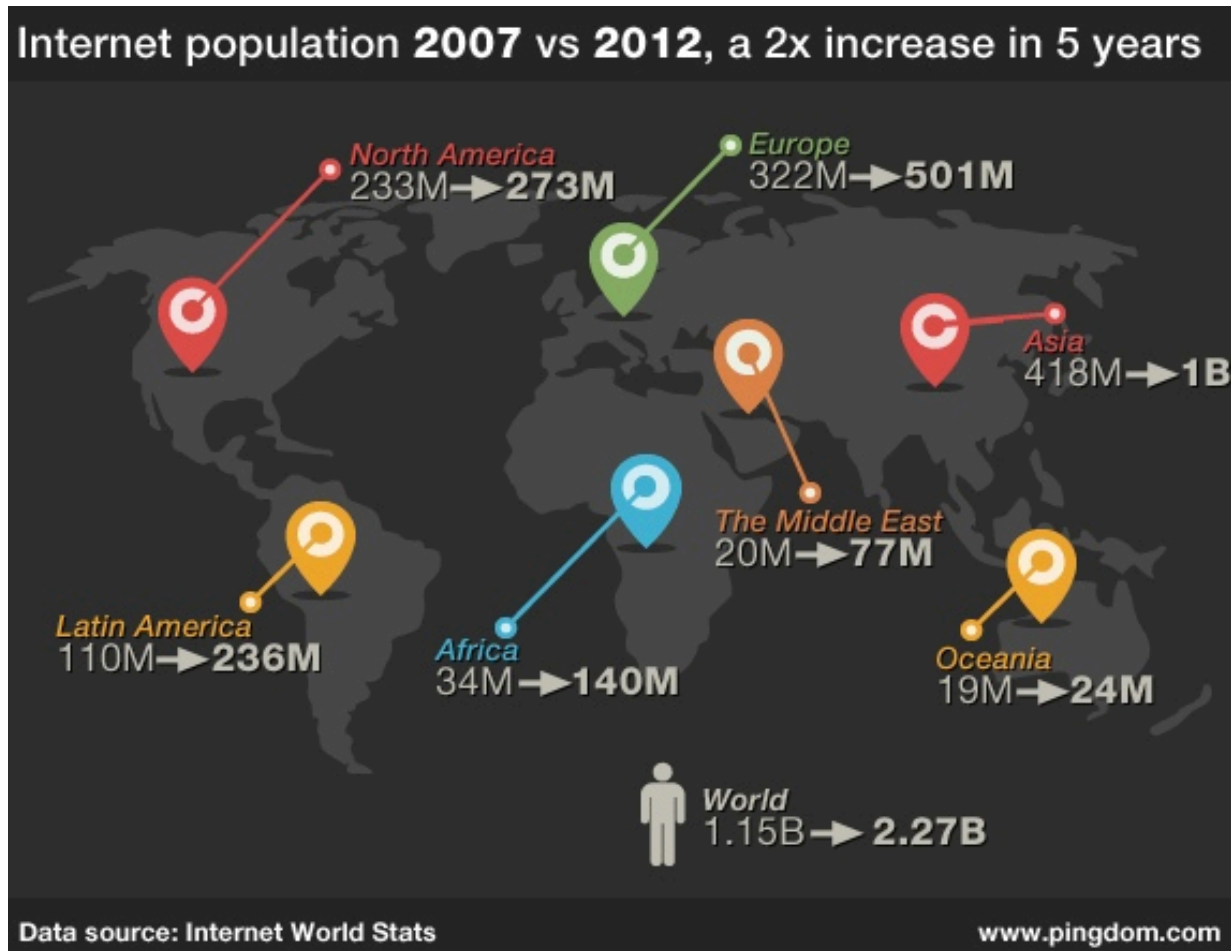 Internet population 2007 vs 2012, a 2x increase in 5 years
North America
233M→273M
Europe
322M→501M
Asia
418M→1B
The Middle East
20M→77M
Latin America
110M→236M
Africa
34M→140M
Oceania
19M→24M
World
1.15B→2.27B
Data source: Internet World Stats
www.pingdom.com